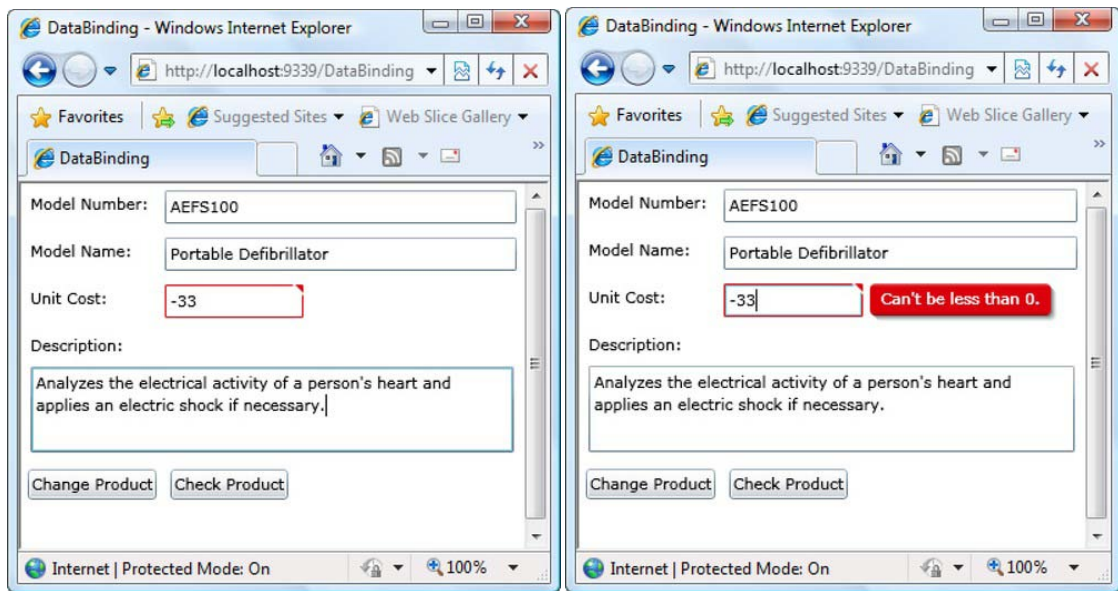 DataBinding - Windows Internet Explorer
http://localhost:9339/DataBinding
Favorites Suggested Sites Web Slice Gallery
DataBinding
Model Number: AEFS100
Model Name: Portable Defibrillator
Unit Cost: -33
Description:
Analyzes the electrical activity of a person's heart and
applies an electric shock if necessary.
Change Product Check Product
Internet | Protected Mode: On 100%
DataBinding - Windows Internet Explorer
http://localhost:9339/DataBinding
Favorites Suggested Sites Web Slice Gallery
DataBinding
Model Number: AEFS100
Model Name: Portable Defibrillator
Unit Cost: -33 Can't be less than 0.
Description:
Analyzes the electrical activity of a person's heart and
applies an electric shock if necessary.
Change Product Check Product
Internet | Protected Mode: On 100%